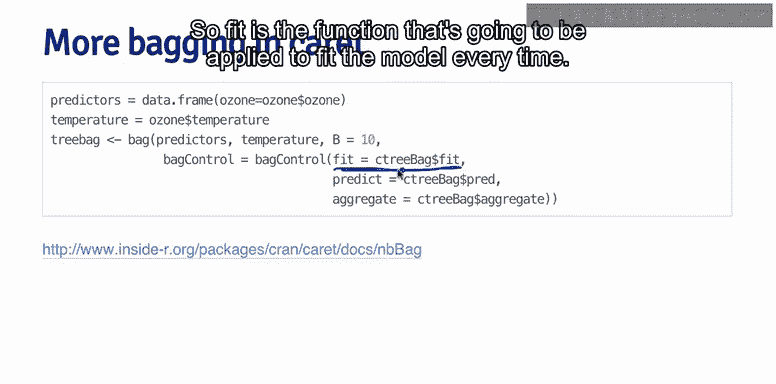 So fit is the function that's going to be
applied to fit the model every time.
More bagging in caret
predictors = data.frame(ozone=ozone$ozone)
temperature = ozone$temperature
treebag <- bag(predictors, temperature, B = 10,
bagControl = bagControl(fit = ctreeBag$fit,
predict = ctreeBag$pred,
aggregate = ctreeBag$aggregate))
http://www.inside-r.org/packages/cran/caret/docs/nbBag